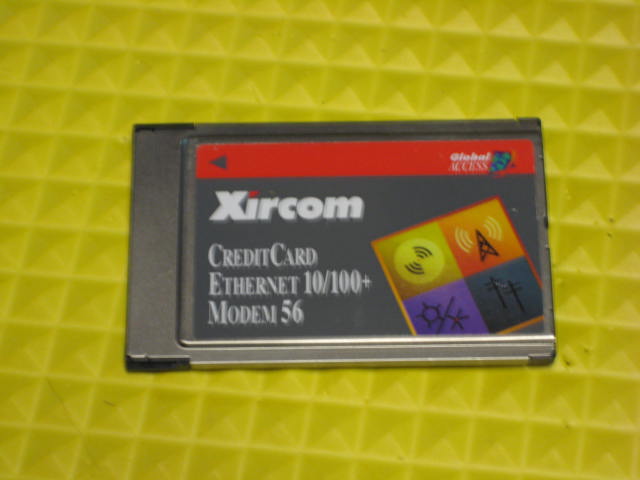 Global
ACCESS
Xircom
CREDITCARD
ETHERNET 10/100+
MODEM 56